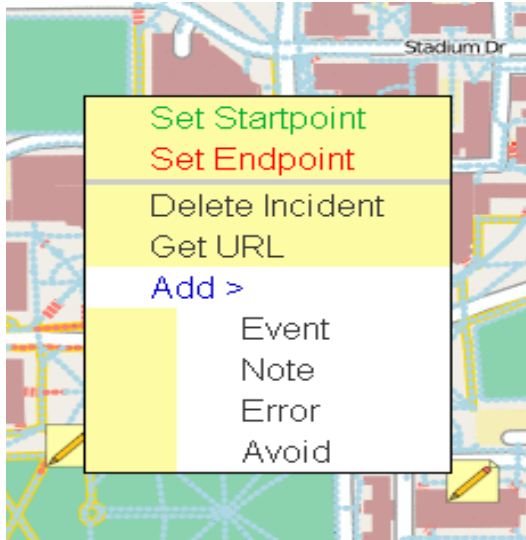 Stadium Dr
Set Startpoint
Set Endpoint
Delete Incident
Get URL
Add >
Event
Note
Error
Avoid